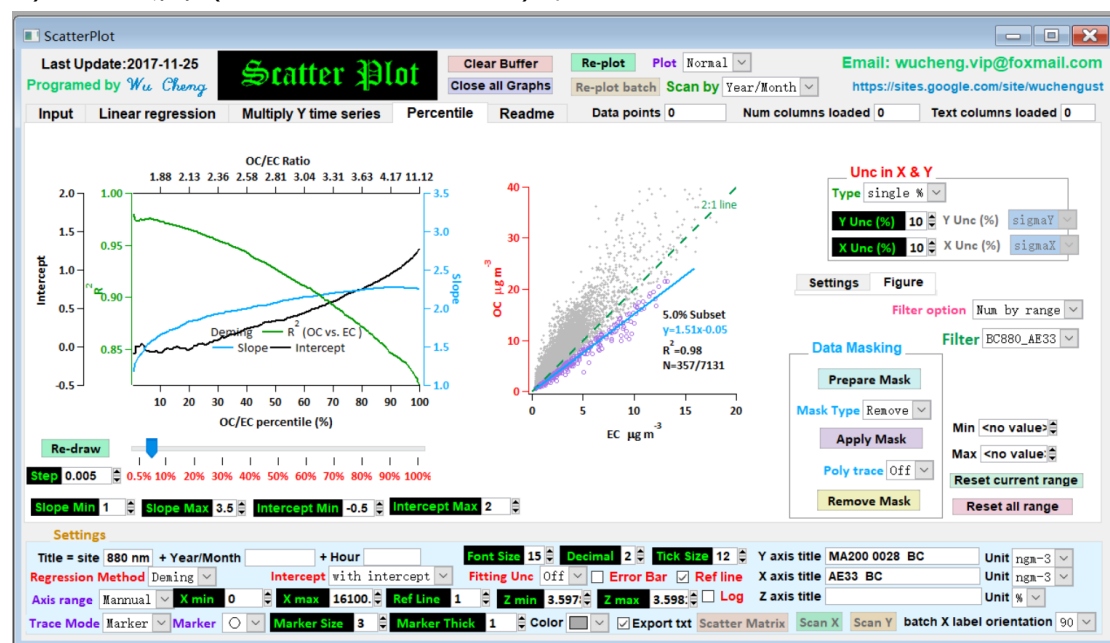 ScatterPlot
Last Update:2017-11-25
Programed by Wu Cheng
Scatter Plot
Clear Buffer
Close all Graphs
Re-plot Plot Normal
Re-plot batch Scan by Year/Month
Email: wucheng.vip@foxmail.com
https://sites.google.com/site/wuchengust
Input Linear regression Multiply Y time series Percentile Readme Data points 0 Num columns loaded 0 Text columns loaded 0
OC/EC Ratio
1.88 2.13 2.36 2.58 2.81 3.04 3.31 3.63 4.17 11.12
2.0
1.5
1.0
0.5
0.0
-0.5
Intercept
1.00
0.95
0.90
0.85
R2
3.5
3.0
2.5
2.0
1.5
1.0
Slope
Deming R2 (OC vs. EC )
Slope Intercept
10 20 30 40 50 60 70 80 90 100
OC/EC percentile (%)
40
30
20
10
0
OC μg m-3
2:1 line
5.0% Subset
y=1.51x-0.05
R2=0.98
N=357/7131
0 5 10 15 20
EC μg m-3
Unc in X & Y
Type single %
Y Unc (%) 10 Y Unc (%) sigmaY
X Unc (%) 10 X Unc (%) sigmaX
Settings Figure
Filter option Num by range
Filter BC880_AE33
Data Masking
Prepare Mask
Mask Type Remove
Apply Mask
Poly trace Off
Remove Mask
Min <no value>
Max <no value
Reset current range
Reset all range
Re-draw
Step 0.005
0.5% 10% 20% 30% 40% 50% 60% 70% 80% 90% 100%
Slope Min 1 Slope Max 3.5 Intercept Min -0.5 Intercept Max 2
Settings
Title = site 880 nm + Year/Month + Hour Font Size 15 Decimal 2 Tick Size 12 Y axis title MA200 0028 BC Unit ngm-3
Regression Method Deming Intercept with intercept Fitting Unc Off Error Bar Ref line X axis title AE33 BC Unit ngm-3
Axis range Mannual X min 0 X max 16100. Ref Line 1 Z min 3.597 Z max 3.598 Log Z axis title Unit %
Trace Mode Marker Marker Marker Size 3 Marker Thick 1 Color Export txt Scatter Matrix Scan X Scan Y batch X label orientation 90